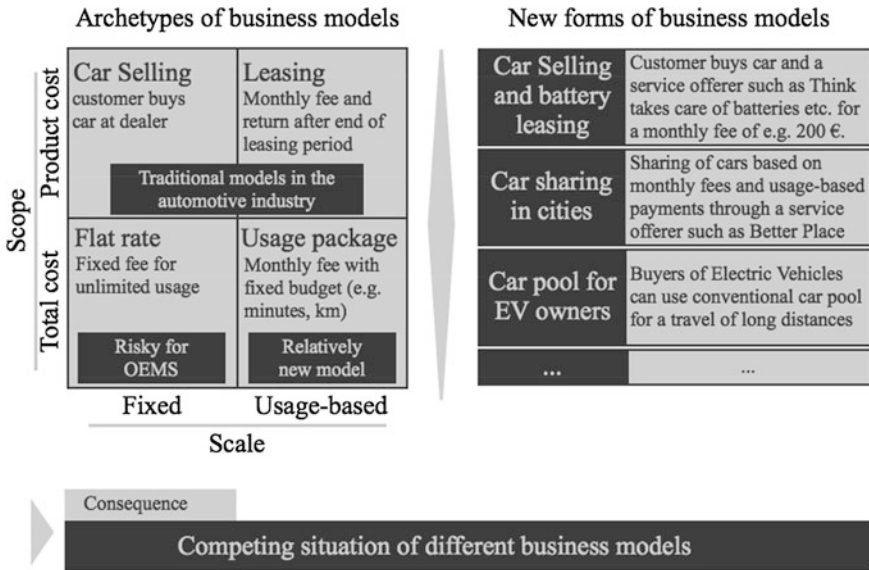 Archetypes of business models
New forms of business models
Scope
Product cost
Total cost
Car Selling
customer buys
car at dealer
Leasing
Monthly fee and
return after end of
leasing period
Traditional models in the
automotive industry
Flat rate
Fixed fee for
unlimited usage
Risky for
OEMS
Usage package
Monthly fee with
fixed budget (e.g.
minutes, km)
Relatively
new model
Fixed
Usage-based
Scale
Car Selling
and battery
leasing
Customer buys car and a
service offerer such as Think
takes care of batteries etc. for
a monthly fee of e.g. 200 €.
Car sharing
in cities
Sharing of cars based on
monthly fees and usage-based
payments through a service
offerer such as Better Place
Car pool for
EV owners
Buyers of Electric Vehicles
can use conventional car pool
for a travel of long distances
...
...
Consequence
Competing situation of different business models